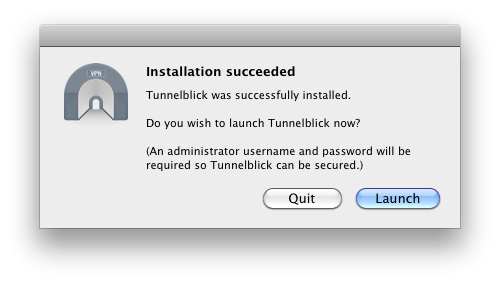 VPN
Installation succeeded
Tunnelblick was successfully installed.
Do you wish to launch Tunnelblick now?
(An administrator username and password will be
required so Tunnelblick can be secured.)
Quit
Launch